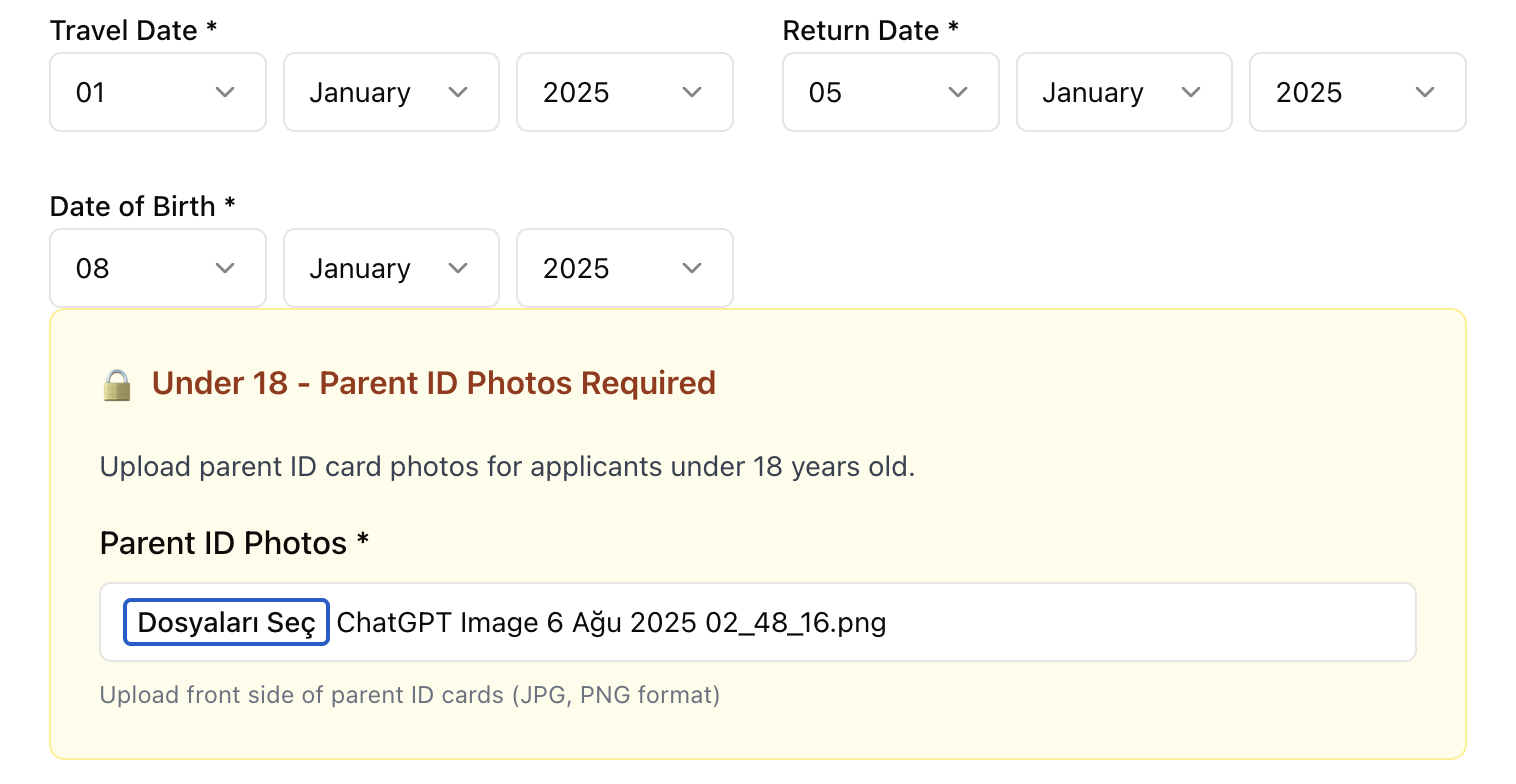 Travel Date *
Return Date *
01 January 2025
05 January 2025
Date of Birth *
08 January 2025
Under 18 - Parent ID Photos Required
Upload parent ID card photos for applicants under 18 years old.
Parent ID Photos *
Dosyaları Seç ChatGPT Image 6 Ağu 2025 02_48_16.png
Upload front side of parent ID cards (JPG, PNG format)